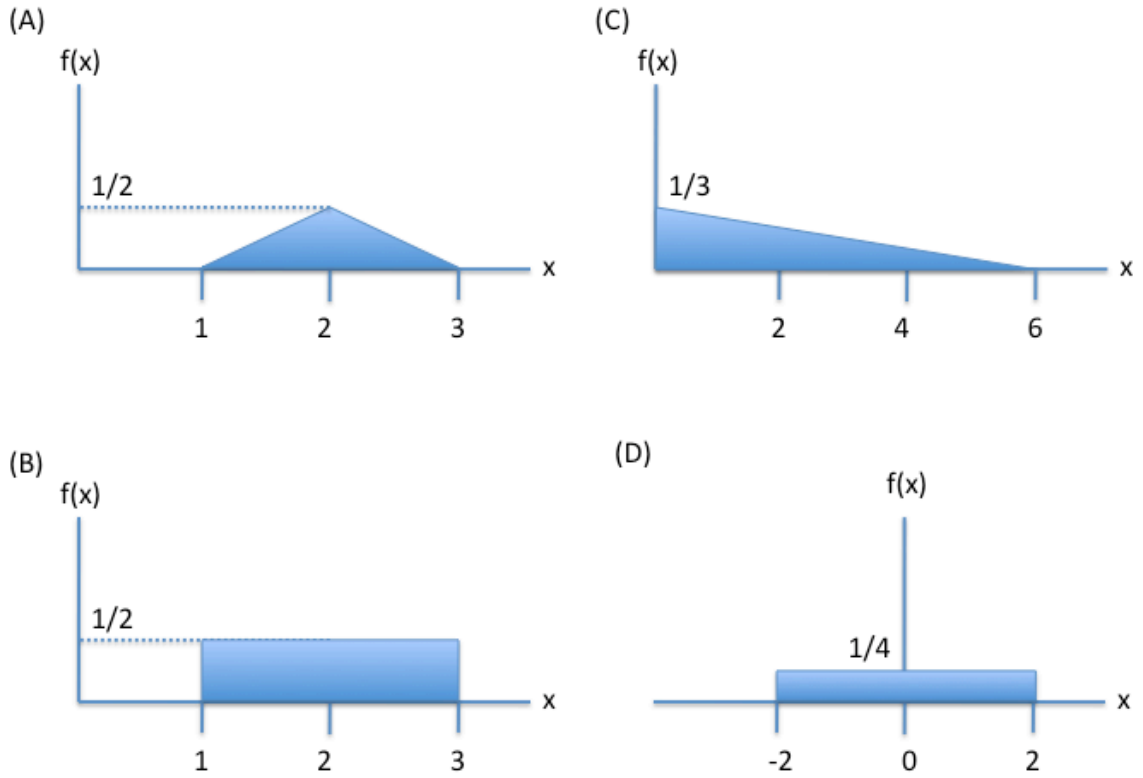 (A)
f(x)
1/2
x
1 2 3
(C)
f(x)
1/3
x
2 4 6
(B)
f(x)
1/2
x
1 2 3
(D)
f(x)
1/4
x
-2 0 2